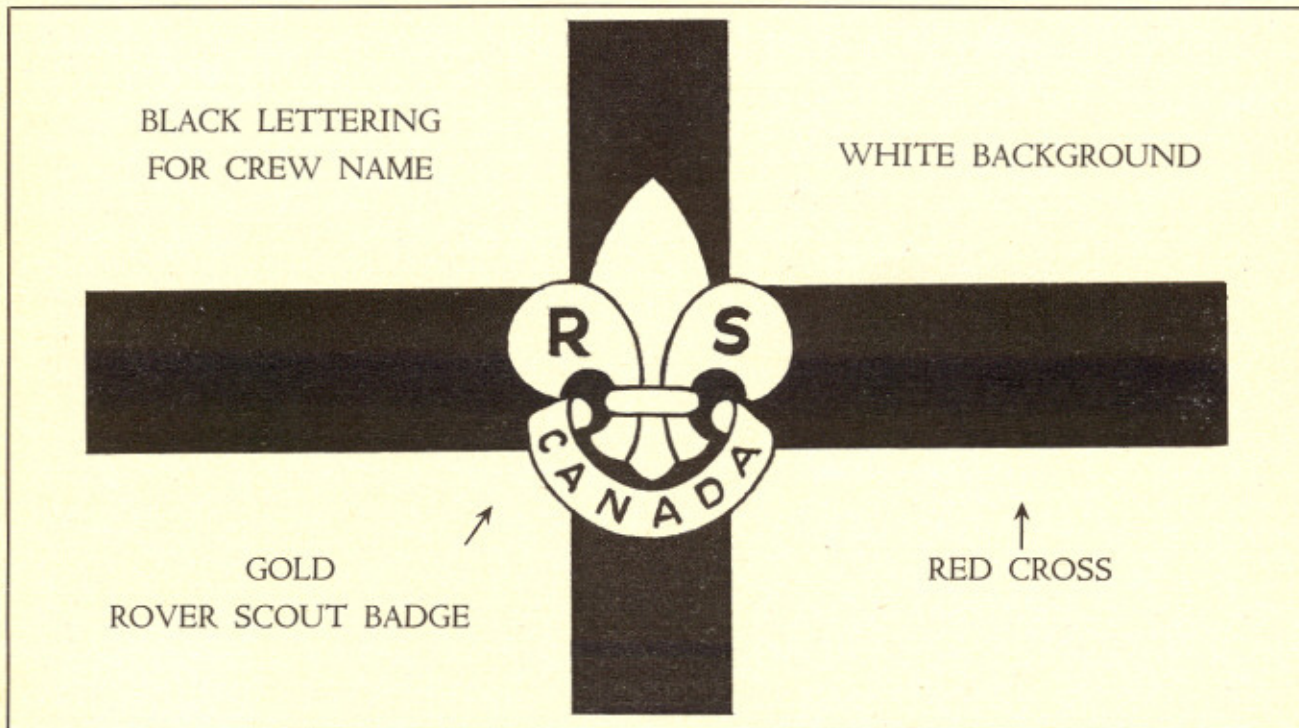 BLACK LETTERING
FOR CREW NAME
WHITE BACKGROUND
R S
CANADA
GOLD
ROVER SCOUT BADGE
RED CROSS